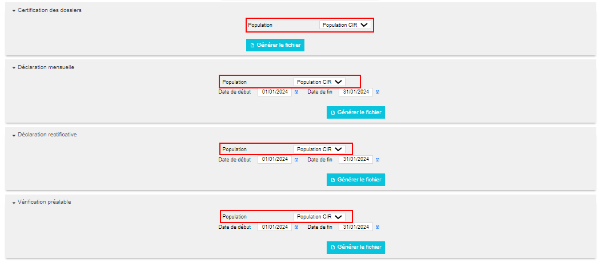 Certification des dossiers
Population Population CIR
Générer le fichier
Déclaration mensuelle
Population Population CIR
Date de début 01/01/2024 Date de fin 31/01/2024
Générer le fichier
Déclaration rectificative
Population Population CIR
Date de début 01/01/2024 Date de fin 31/01/2024
Générer le fichier
Vérification préalable
Population Population CIR
Date de début 01/01/2024 Date de fin 31/01/2024
Générer le fichier